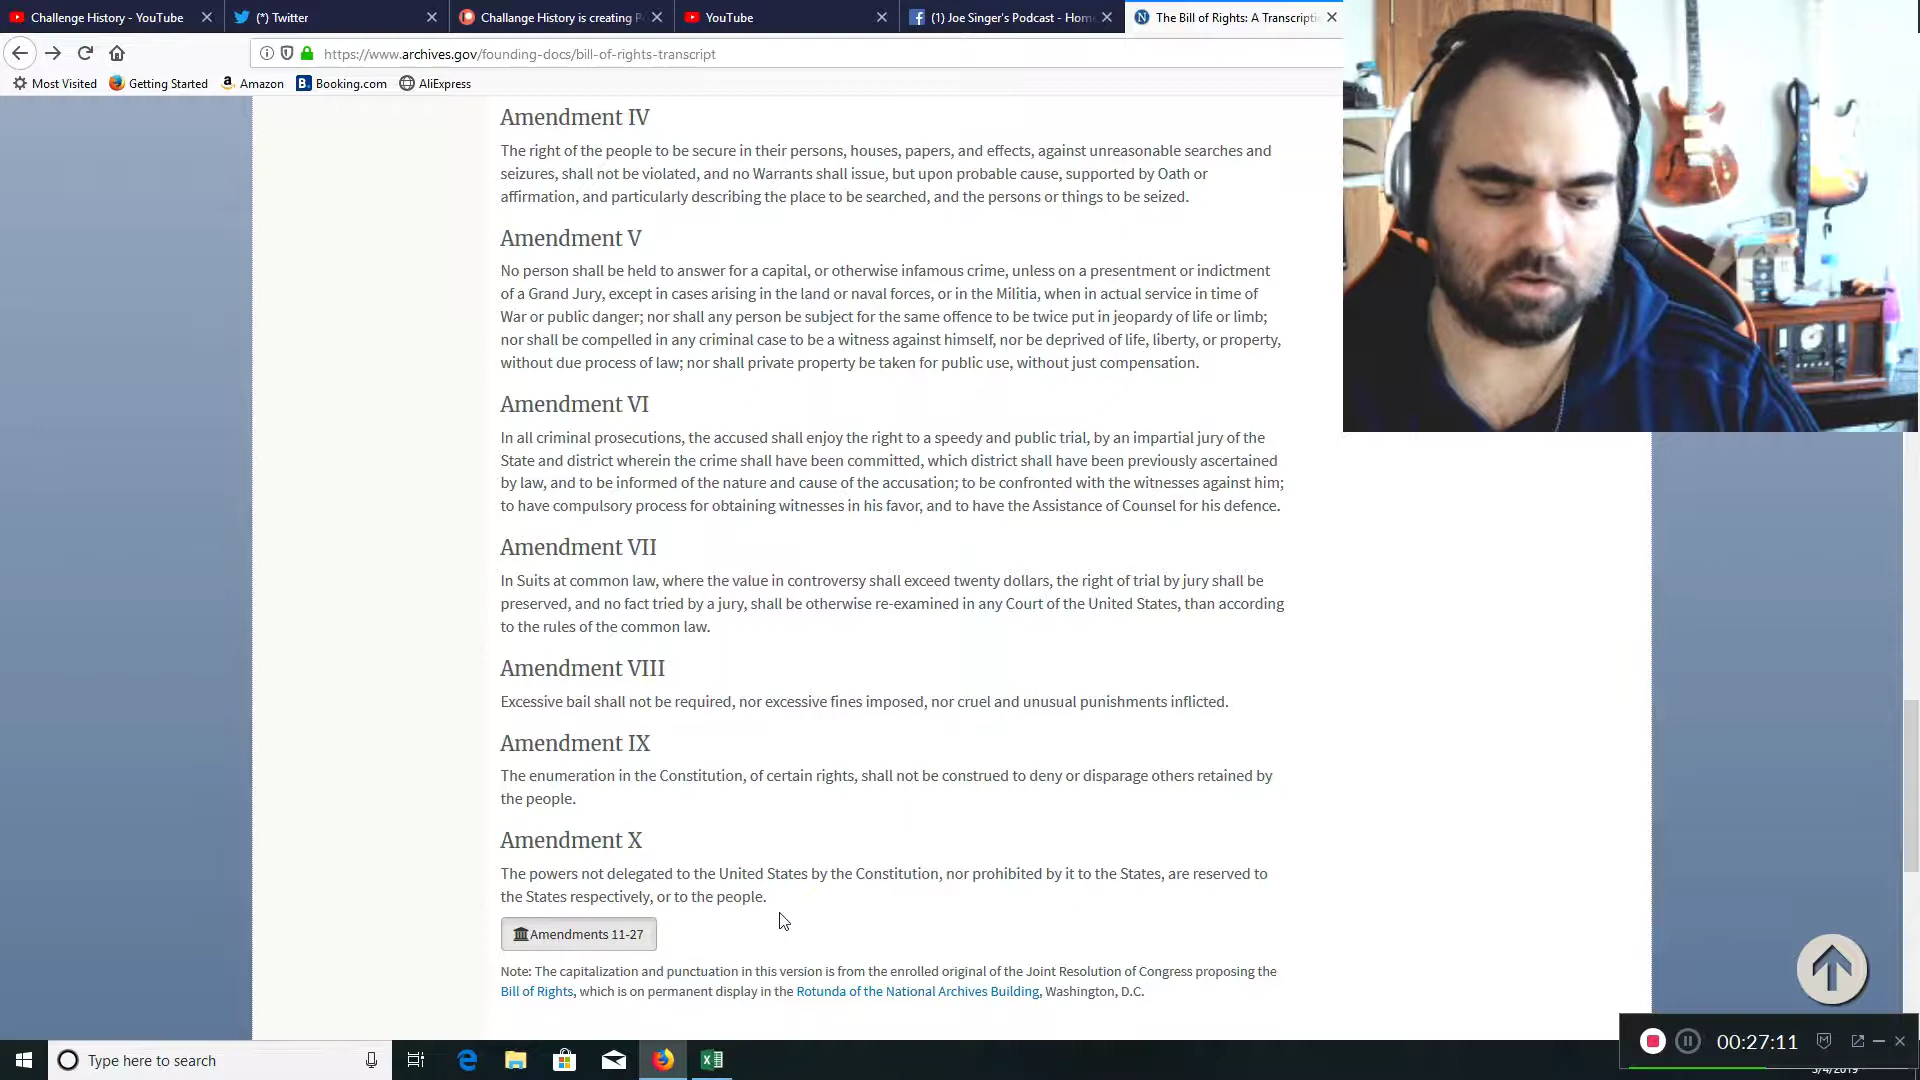 Challenge History - YouTube
(*) Twitter
Challange History is creating P
YouTube
(1) Joe Singer's Podcast - Hom
The Bill of Rights: A Transcripti
https://www.archives.gov/founding-docs/bill-of-rights-transcript
Most Visited
Getting Started
Amazon
Booking.com
AliExpress
Amendment IV
The right of the people to be secure in their persons, houses, papers, and effects, against unreasonable searches and
seizures, shall not be violated, and no Warrants shall issue, but upon probable cause, supported by Oath or
affirmation, and particularly describing the place to be searched, and the persons or things to be seized.
Amendment V
No person shall be held to answer for a capital, or otherwise infamous crime, unless on a presentment or indictment
of a Grand Jury, except in cases arising in the land or naval forces, or in the Militia, when in actual service in time of
War or public danger; nor shall any person be subject for the same offence to be twice put in jeopardy of life or limb;
nor shall be compelled in any criminal case to be a witness against himself, nor be deprived of life, liberty, or property,
without due process of law; nor shall private property be taken for public use, without just compensation.
Amendment VI
In all criminal prosecutions, the accused shall enjoy the right to a speedy and public trial, by an impartial jury of the
State and district wherein the crime shall have been committed, which district shall have been previously ascertained
by law, and to be informed of the nature and cause of the accusation; to be confronted with the witnesses against him;
to have compulsory process for obtaining witnesses in his favor, and to have the Assistance of Counsel for his defence.
Amendment VII
In Suits at common law, where the value in controversy shall exceed twenty dollars, the right of trial by jury shall be
preserved, and no fact tried by a jury, shall be otherwise re-examined in any Court of the United States, than according
to the rules of the common law.
Amendment VIII
Excessive bail shall not be required, nor excessive fines imposed, nor cruel and unusual punishments inflicted.
Amendment IX
The enumeration in the Constitution, of certain rights, shall not be construed to deny or disparage others retained by
the people.
Amendment X
The powers not delegated to the United States by the Constitution, nor prohibited by it to the States, are reserved to
the States respectively, or to the people.
Amendments 11-27
Note: The capitalization and punctuation in this version is from the enrolled original of the Joint Resolution of Congress proposing the
Bill of Rights, which is on permanent display in the Rotunda of the National Archives Building, Washington, D.C.
00:27:11
Type here to search